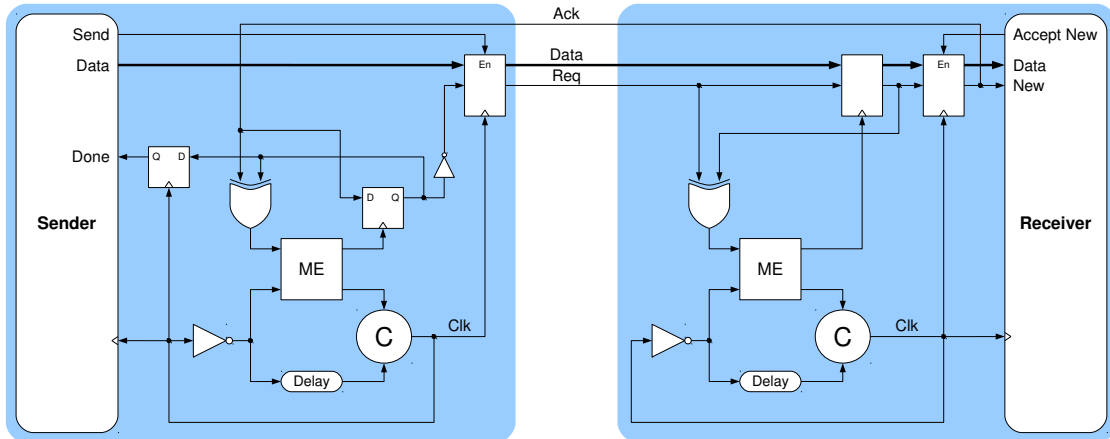 Ack
Send
Accept New
Data
En
Data
En
Data
Req
New
Done
Q D
D Q
Sender
Receiver
ME
ME
C
Clk
C
Clk
Delay
Delay